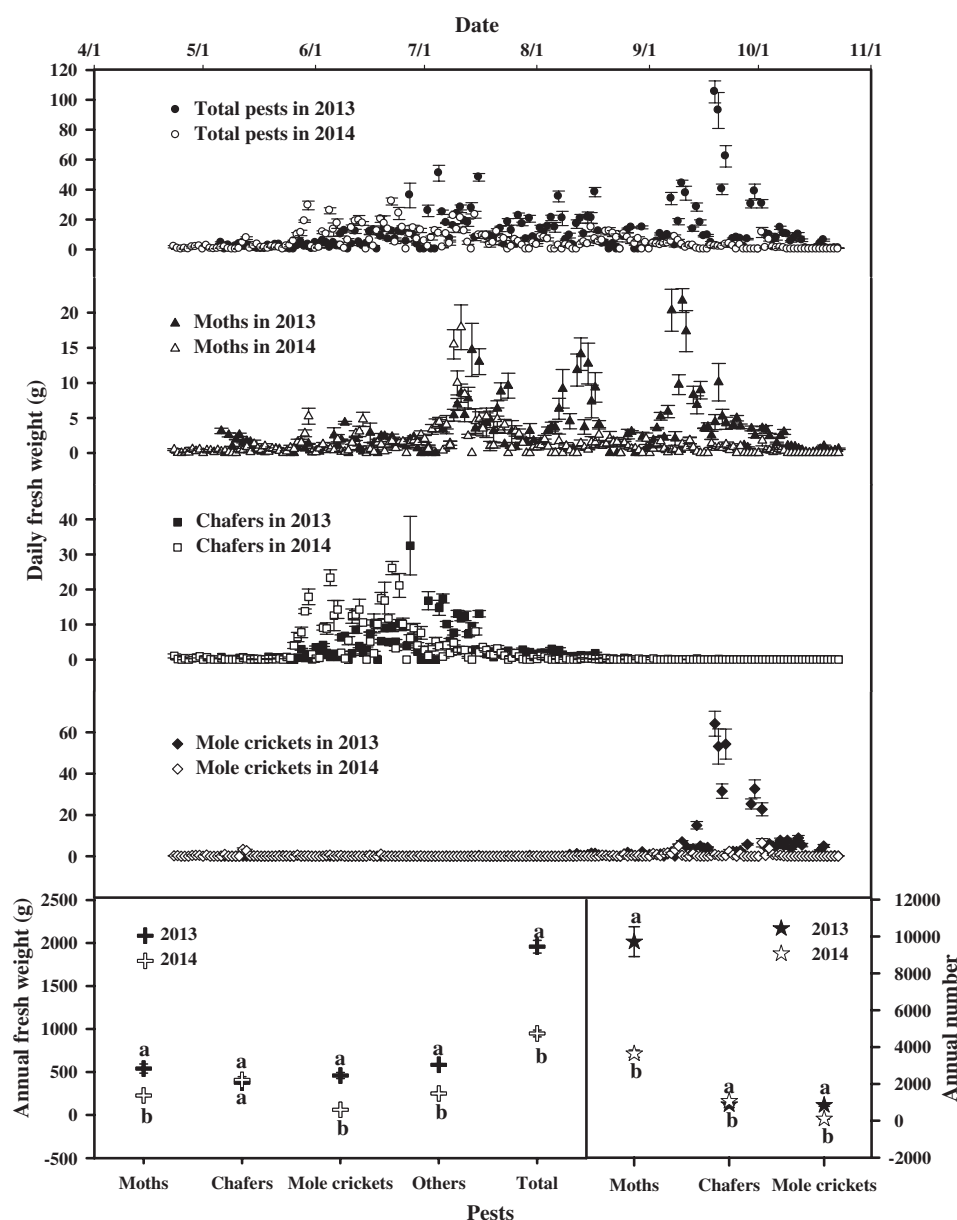 Date
4/1 5/1 6/1 7/1 8/1 9/1 10/1 11/1
120
100
80
60
40
20
0
Total pests in 2013
Total pests in 2014
20
15
10
5
0
Moths in 2013
Moths in 2014
Daily fresh weight (g)
40
30
20
10
0
Chafers in 2013
Chafers in 2014
60
40
20
0
Mole crickets in 2013
Mole crickets in 2014
Annual fresh weight (g)
2500
2000
1500
1000
500
0
-500
2013
2014
a
b
a
a
a
b
a
b
a
b
2013
2014
a
b
a
b
a
b
12000
10000
8000
6000
4000
2000
0
-2000
Annual number
Moths Chafers Mole crickets Others Total Moths Chafers Mole crickets
Pests